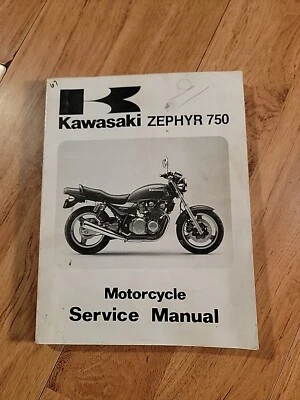 Kawasaki ZEPHYR 750
Motorcycle
Service Manual